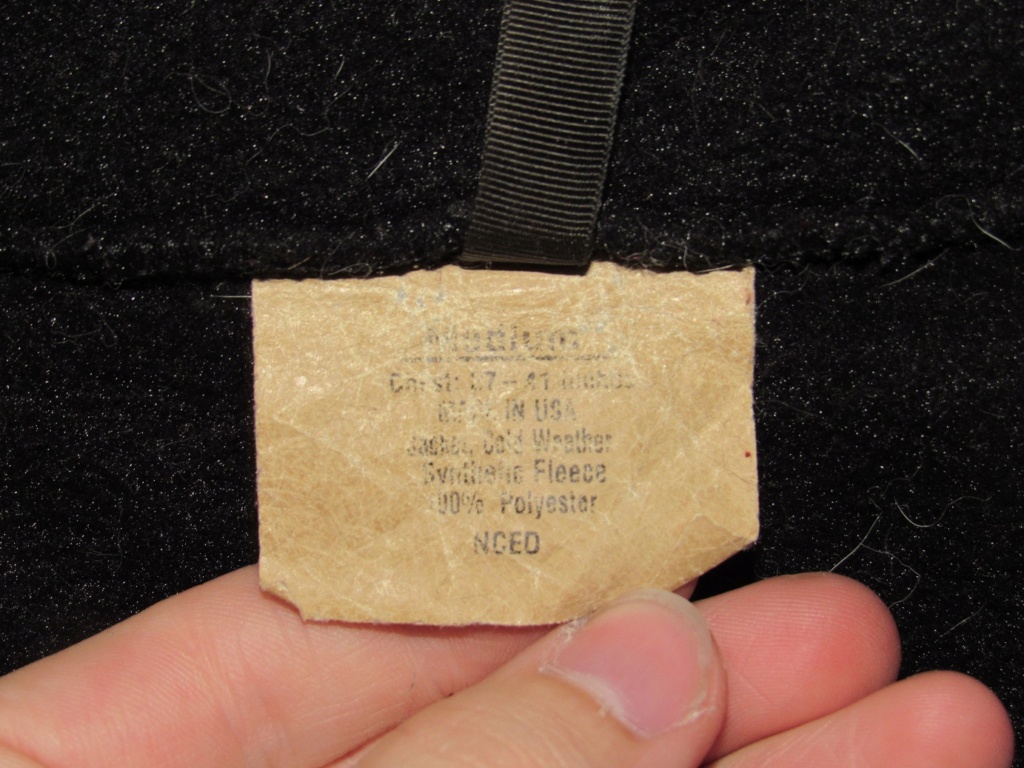 Medium
Chest: 37 - 41 inches
MADE IN USA
Jacket, Cold Weather
Synthetic Fleece
100% Polyester
NCED